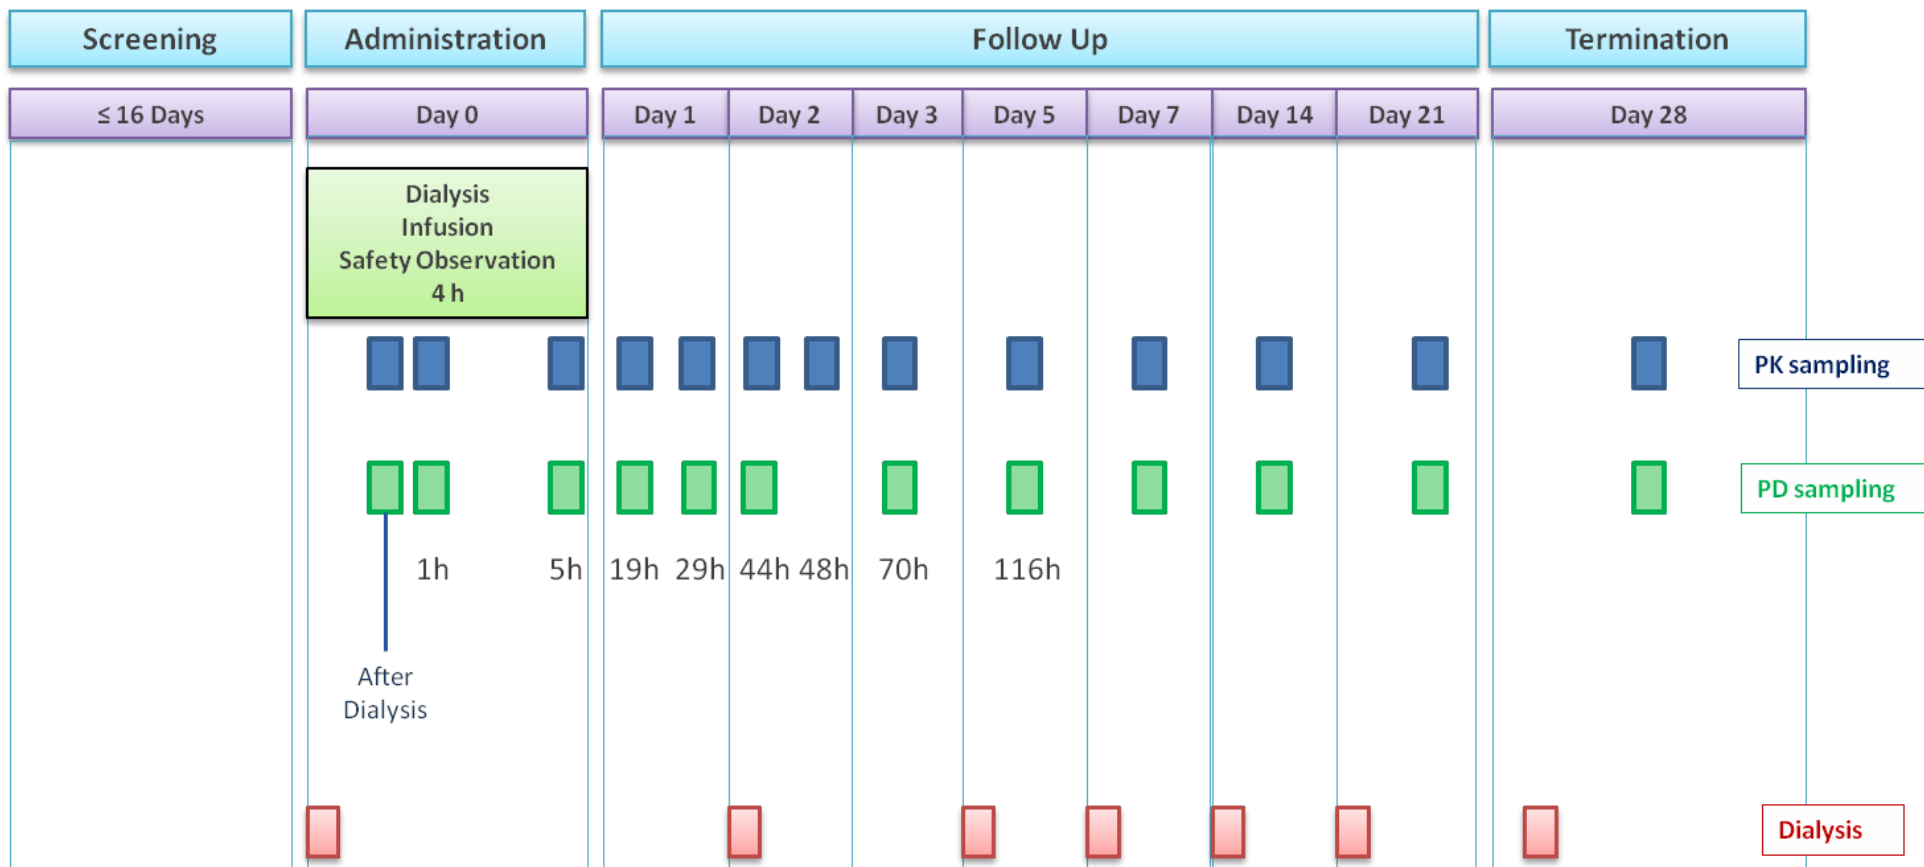 Screening
Administration
Follow Up
Termination
≤ 16 Days
Day 0
Day 1
Day 2
Day 3
Day 5
Day 7
Day 14
Day 21
Day 28
Dialysis
Infusion
Safety Observation
4 h
PK sampling
PD sampling
1h
5h
19h
29h
44h
48h
70h
116h
After
Dialysis
Dialysis